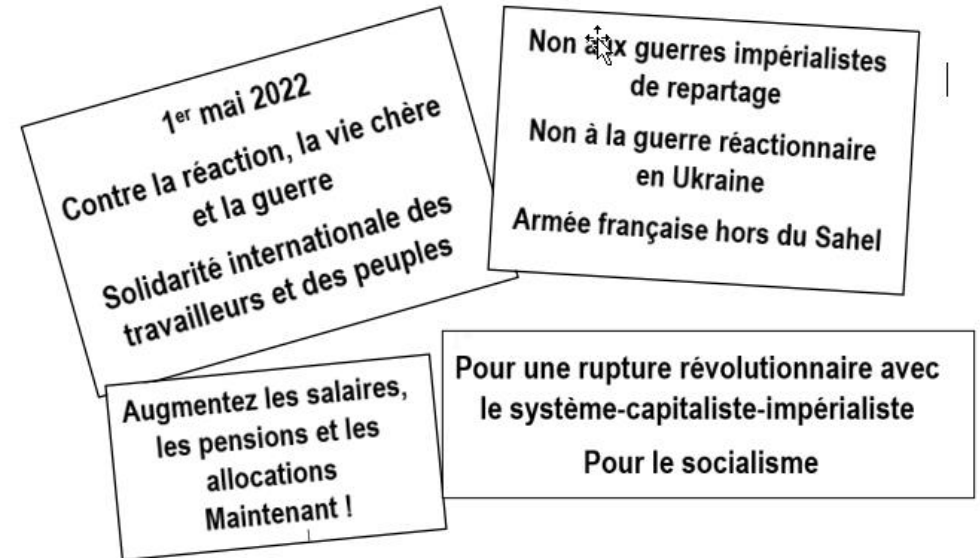 1er mai 2022
Contre la réaction, la vie chère
et la guerre
Solidarité internationale des
travailleurs et des peuples
Non aux guerres impérialistes
de repartage
Non à la guerre réactionnaire
en Ukraine
Armée française hors du Sahel
Augmentez les salaires,
les pensions et les
allocations
Maintenant !
Pour une rupture révolutionnaire avec
le système-capitaliste-impérialiste
Pour le socialisme